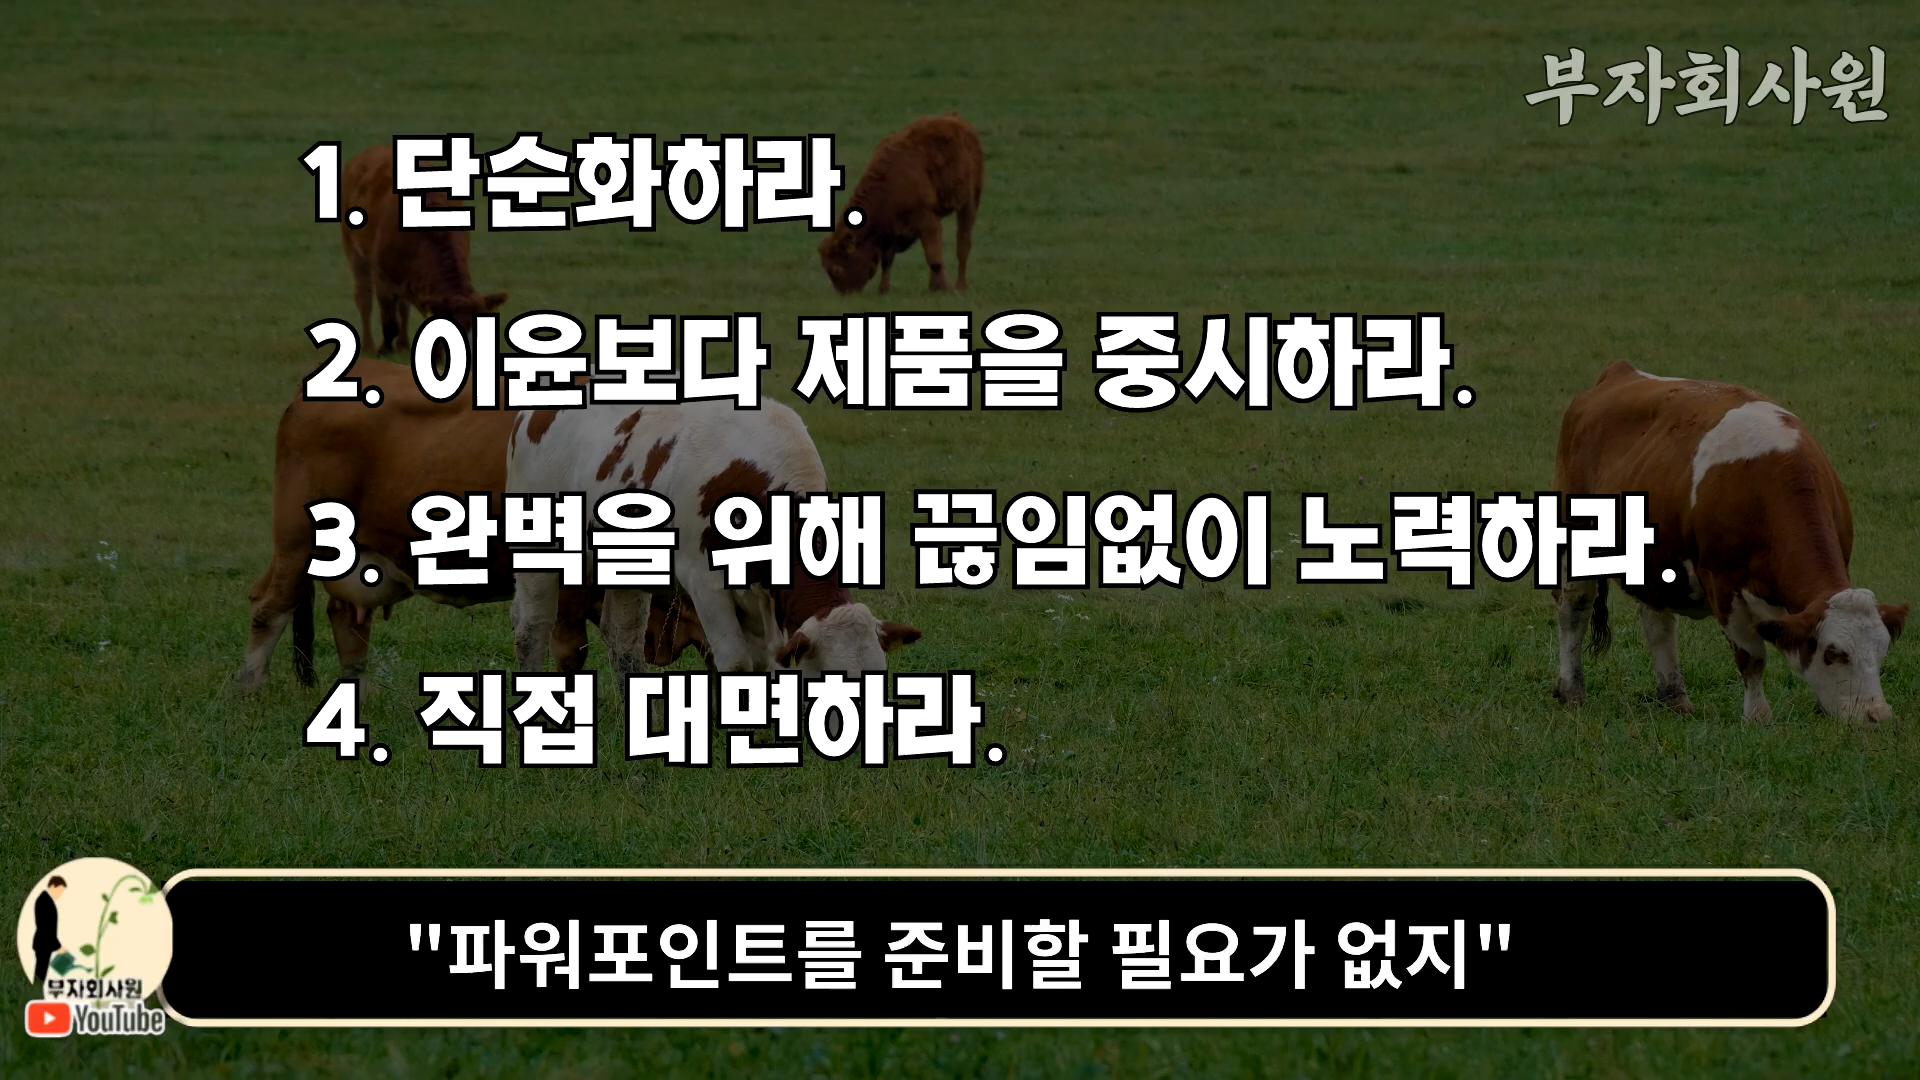 부자회사원
1. 단순화하라.
2. 이윤보다 제품을 중시하라.
3. 완벽을 위해 끊임없이 노력하라.
4. 직접 대면하라.
"파워포인트를 준비할 필요가 없지"
부자회사원
YouTube